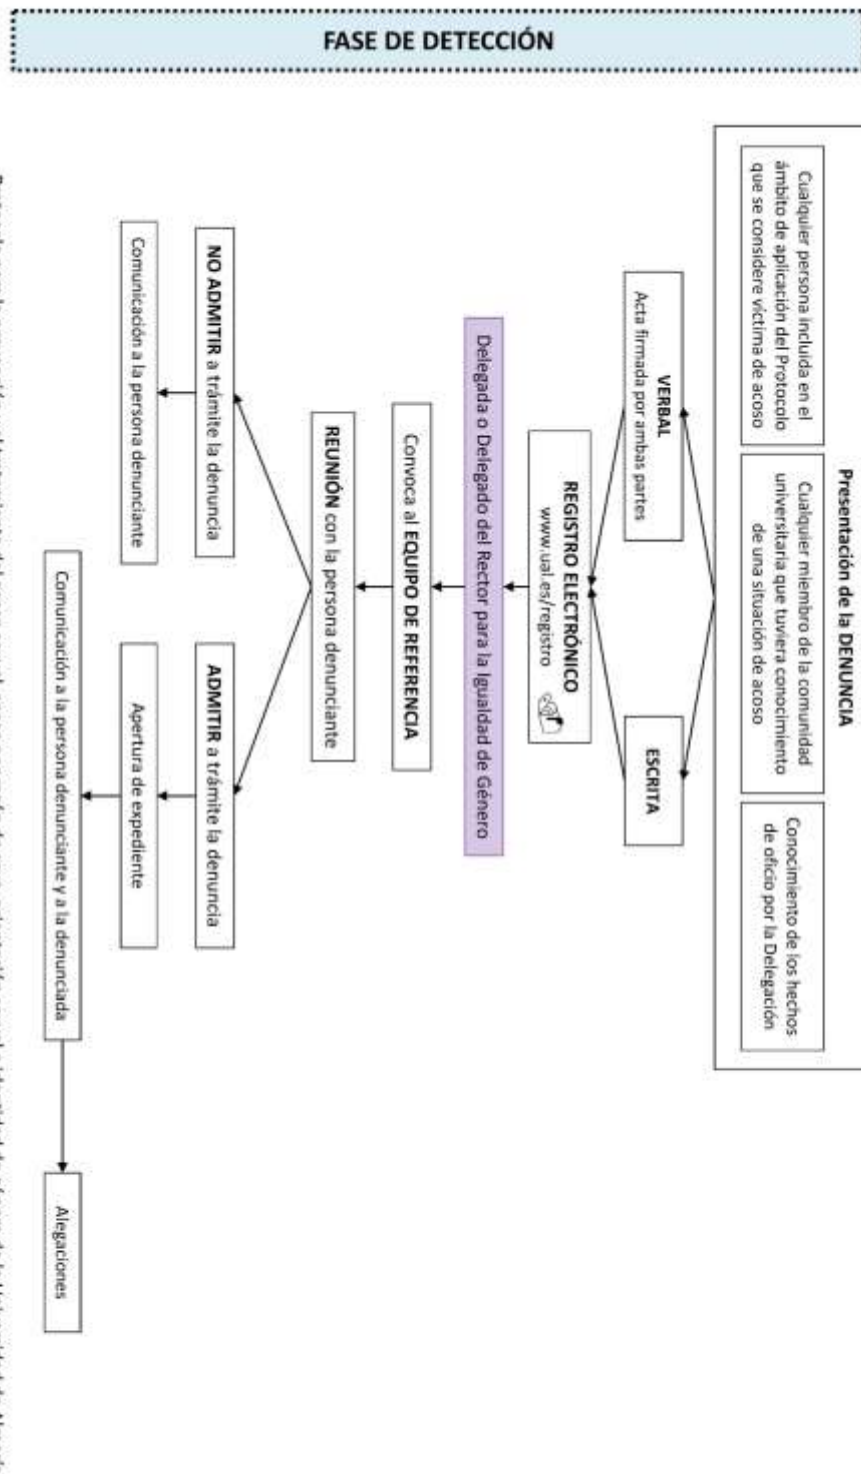 FASE DE DETECCIÓN
Presentación de la DENUNCIA
Cualquier persona incluida en el
ámbito de aplicación del Protocolo
que se considere víctima de acoso
Cualquier miembro de la comunidad
universitaria que tuviera conocimiento
de una situación de acoso
Conocimiento de los hechos
de oficio por la Delegación
VERBAL
Acta firmada por ambas partes
ESCRITA
REGISTRO ELECTRÓNICO
www.ual.es/registro
Delegada o Delegado del Rector para la Igualdad de Género
Convoca al EQUIPO DE REFERENCIA
REUNIÓN con la persona denunciante
NO ADMITIR a trámite la denuncia
Comunicación a la persona denunciante
ADMITIR a trámite la denuncia
Apertura de expediente
Comunicación a la persona denunciante y a la denunciada
Alegaciones